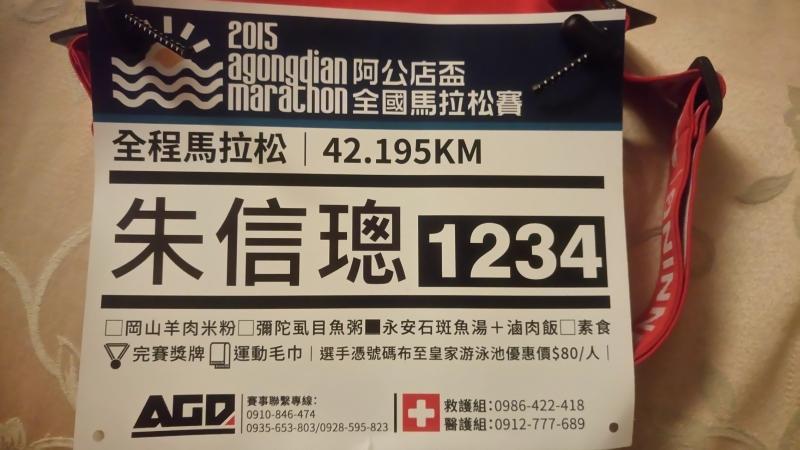 2015
agongdian 阿公店盃
marathon 全國馬拉松賽
全程馬拉松｜42.195KM
朱信璁 1234
□岡山羊肉米粉□彌陀虱目魚粥■永安石斑魚湯＋滷肉飯□素食
完賽獎牌 運動毛巾｜選手憑號碼布至皇家游泳池優惠價$80/人｜
AGD
賽事聯繫專線：
0910-846-474
0935-653-803/0928-595-823
救護組：0986-422-418
醫護組：0912-777-689
WINNING